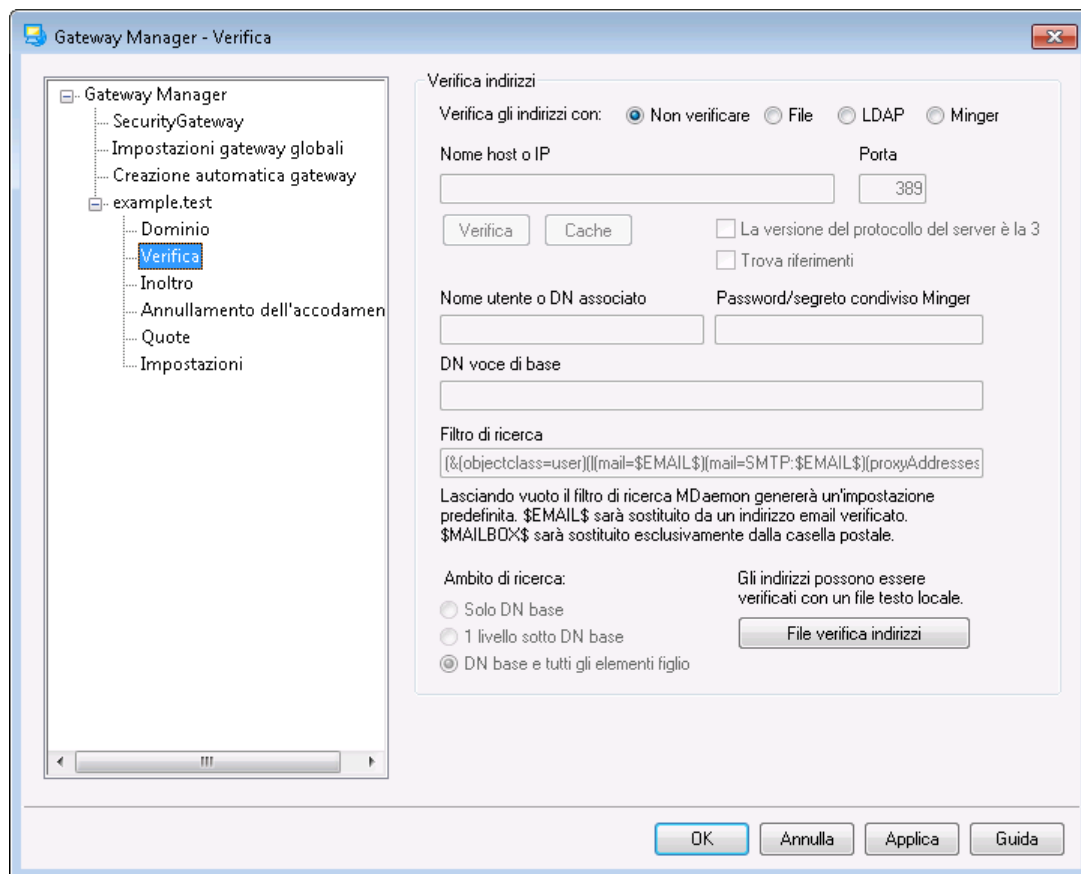 Gateway Manager - Verifica
Gateway Manager
SecurityGateway
Impostazioni gateway globali
Creazione automatica gateway
example.test
Dominio
Verifica
Inoltro
Annullamento dell'accodamen
Quote
Impostazioni
Verifica indirizzi
Verifica gli indirizzi con: Non verificare File LDAP Minger
Nome host o IP Porta
389
Verifica Cache La versione del protocollo del server è la 3
Trova riferimenti
Nome utente o DN associato Password/segreto condiviso Minger
DN voce di base
Filtro di ricerca
(&(objectclass=user)(|(mail=$EMAIL$)(mail=SMTP:$EMAIL$)(proxyAddresses
Lasciando vuoto il filtro di ricerca MDaemon genererà un'impostazione
predefinita. $EMAIL$ sarà sostituito da un indirizzo email verificato.
$MAILBOX$ sarà sostituito esclusivamente dalla casella postale.
Ambito di ricerca:
Solo DN base
1 livello sotto DN base
DN base e tutti gli elementi figlio
Gli indirizzi possono essere
verificati con un file testo locale.
File verifica indirizzi
OK Annulla Applica Guida